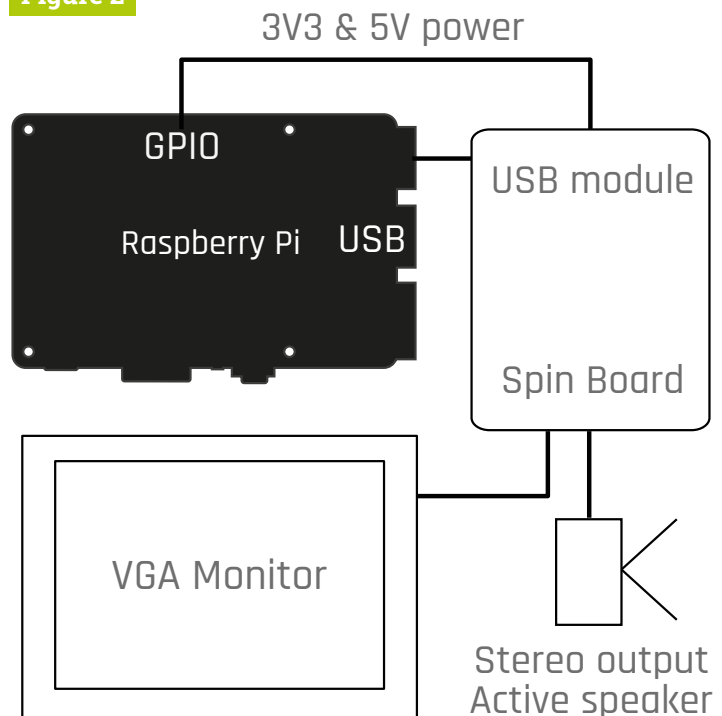 Figure 2
3V3 & 5V power
GPIO
USB module
Raspberry Pi
USB
Spin Board
VGA Monitor
Stereo output
Active speaker